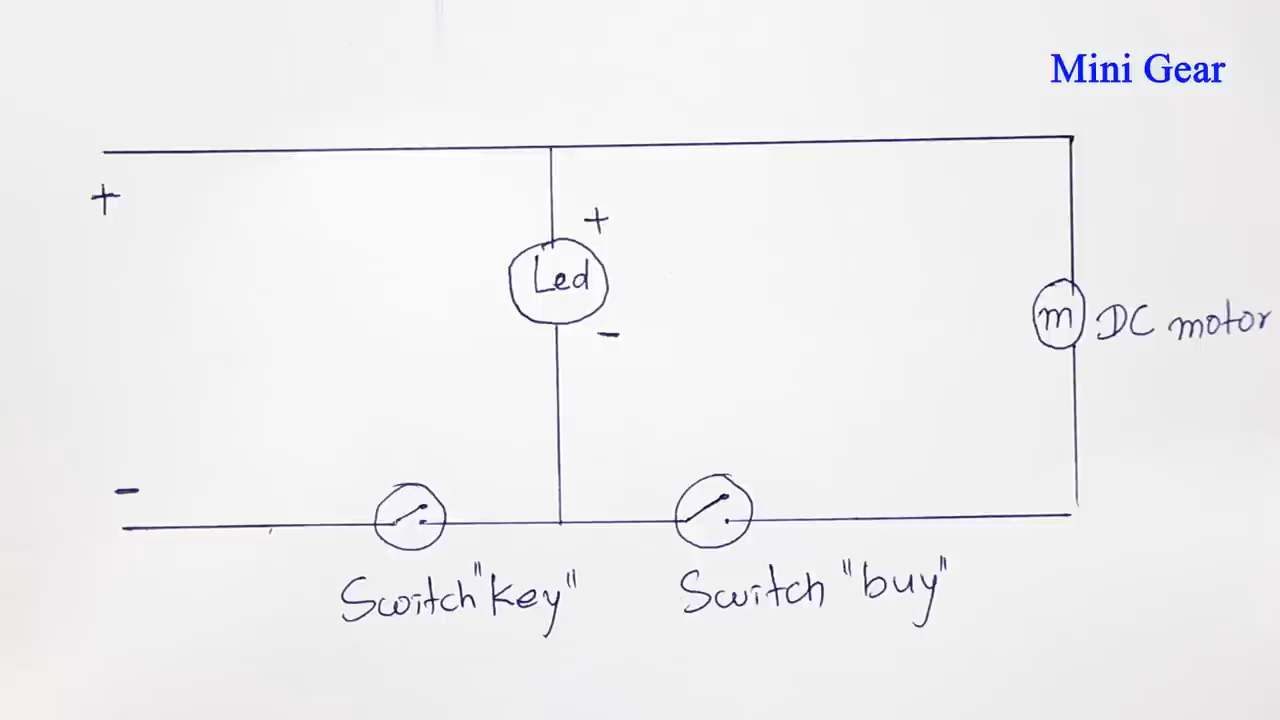 Mini Gear
+
+
Led
-
m DC motor
-
Switch "key" Switch "buy"